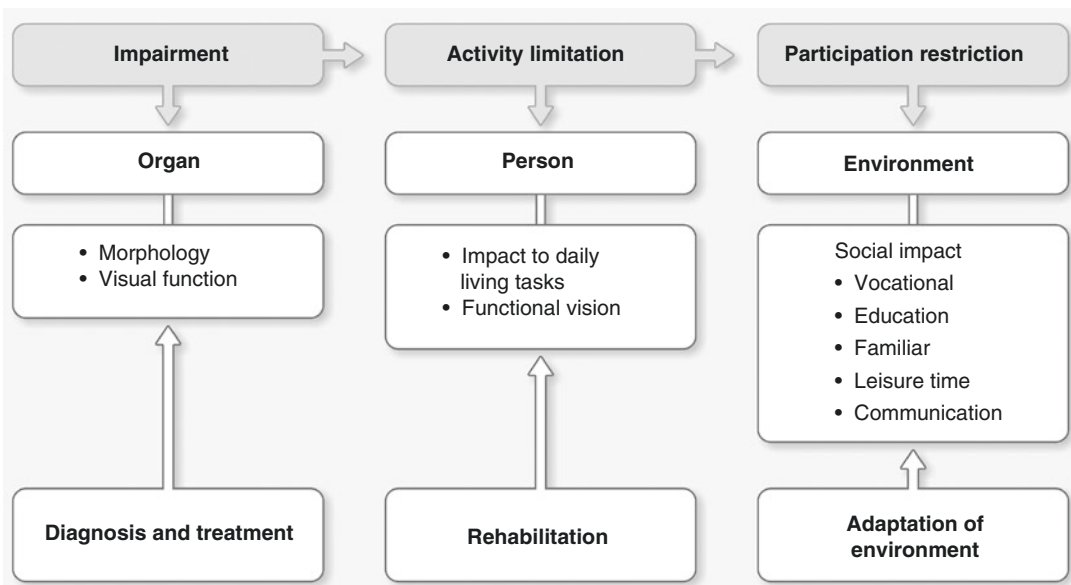 Impairment
Activity limitation
Participation restriction
Organ
Person
Environment
• Morphology
• Visual function
• Impact to daily
living tasks
• Functional vision
Social impact
• Vocational
• Education
• Familiar
• Leisure time
• Communication
Diagnosis and treatment
Rehabilitation
Adaptation of
environment